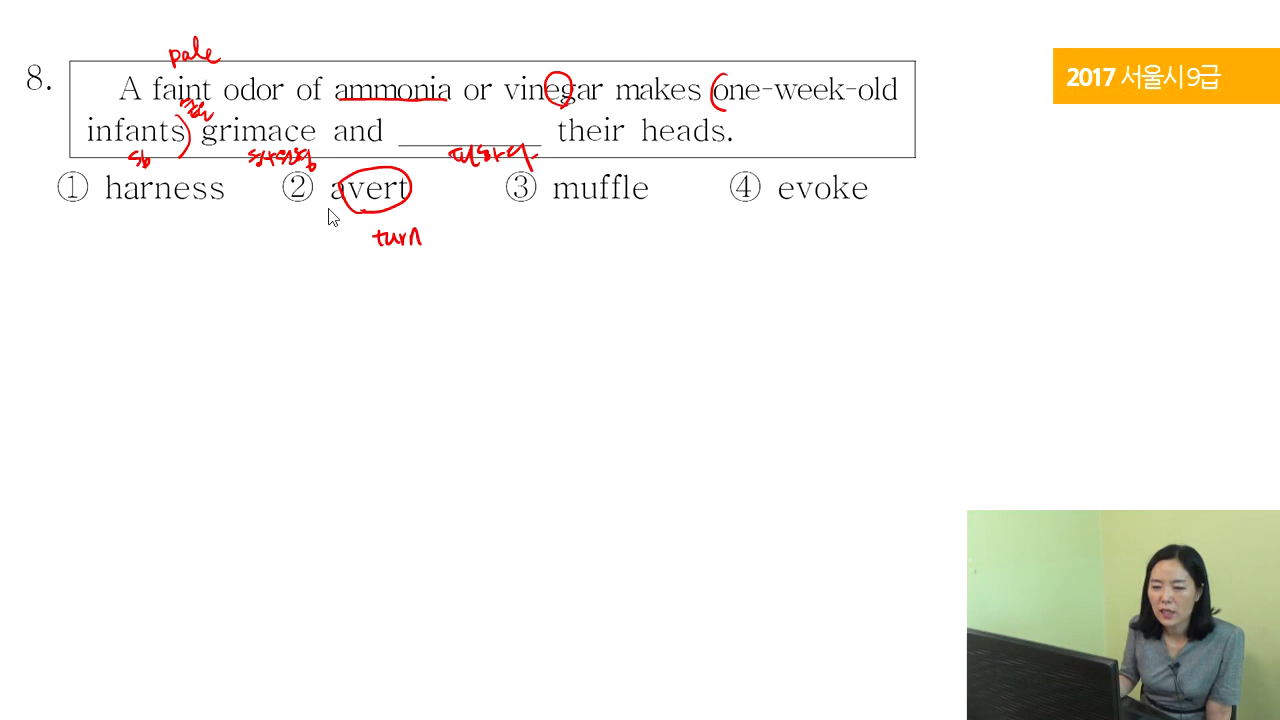 pale
2017 서울시 9급
8. A faint odor of ammonia or vinegar makes one-week-old
infants) grimace and ________ their heads.
① harness ② avert ③ muffle ④ evoke
turn